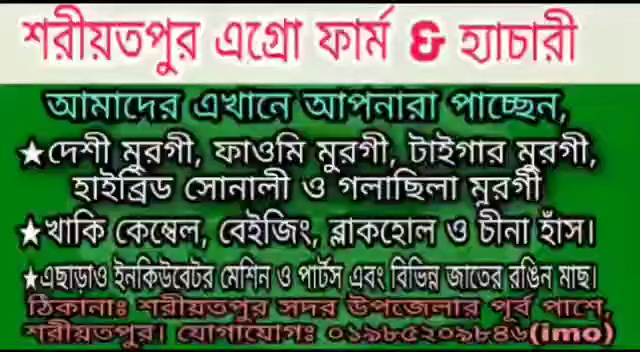 শরীয়তপুর এগ্রো ফার্ম & হ্যাচারী
আমাদের এখানে আপনারা পাচ্ছেন,
★দেশী মুরগী, ফাওমি মুরগী, টাইগার মুরগী,
হাইব্রিড সোনালী ও গলাছিলা মুরগী
★খাকি কেম্বেল, বেইজিং, ব্লাকহোল ও চীনা হাঁস।
★এছাড়াও ইনকিউবেটর মেশিন ও পার্টস এবং বিভিন্ন জাতের রঙিন মাছ।
ঠিকানাঃ শরীয়তপুর সদর উপজেলার পূর্ব পাশে,
শরীয়তপুর। যোগাযোগঃ ০১৯৮৫২০৯৮৪৬(imo)